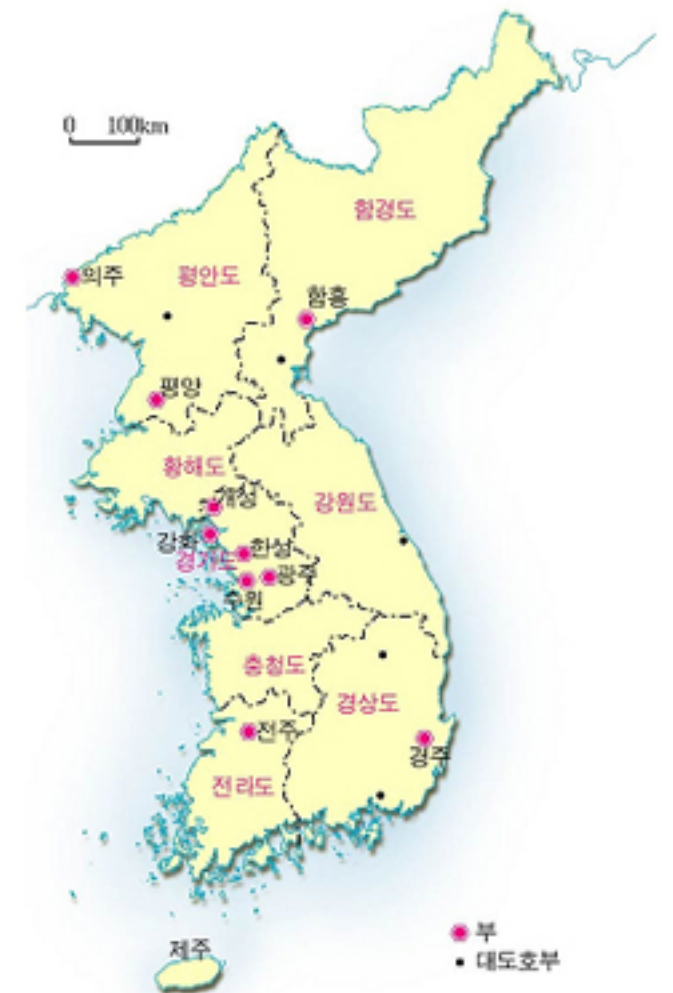 0 100km
함경도
의주
평안도
함흥
평양
황해도
개성
강원도
강화
한성
경기도
광주
수원
충청도
경상도
전주
경주
전라도
부
제주
대도호부